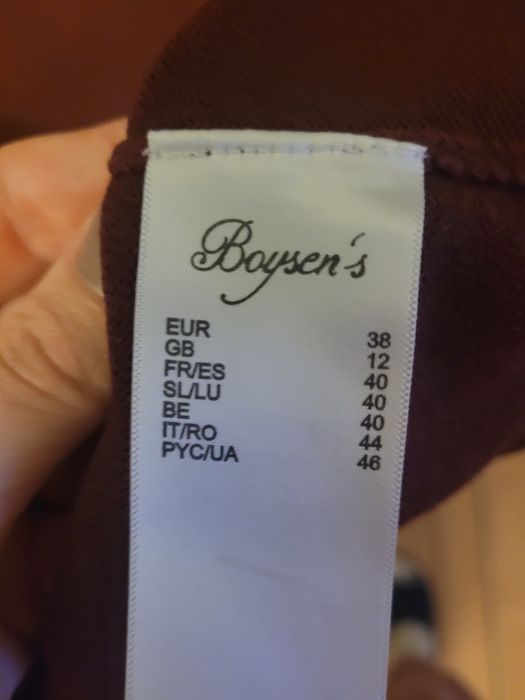 Boysen's
EUR 38
GB 12
FR/ES 40
SL/LU 40
BE 40
IT/RO 44
PYC/UA 46